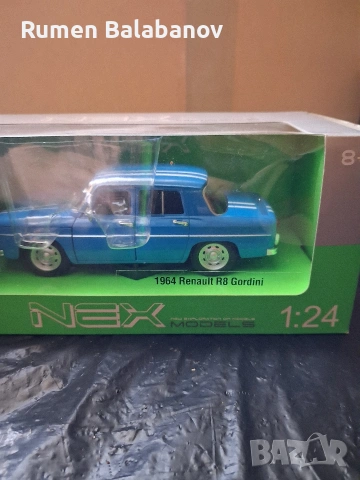 Rumen Balabanov
8-
1964 Renault R8 Gordini
NEX
MODELS
1:24
BAZAR